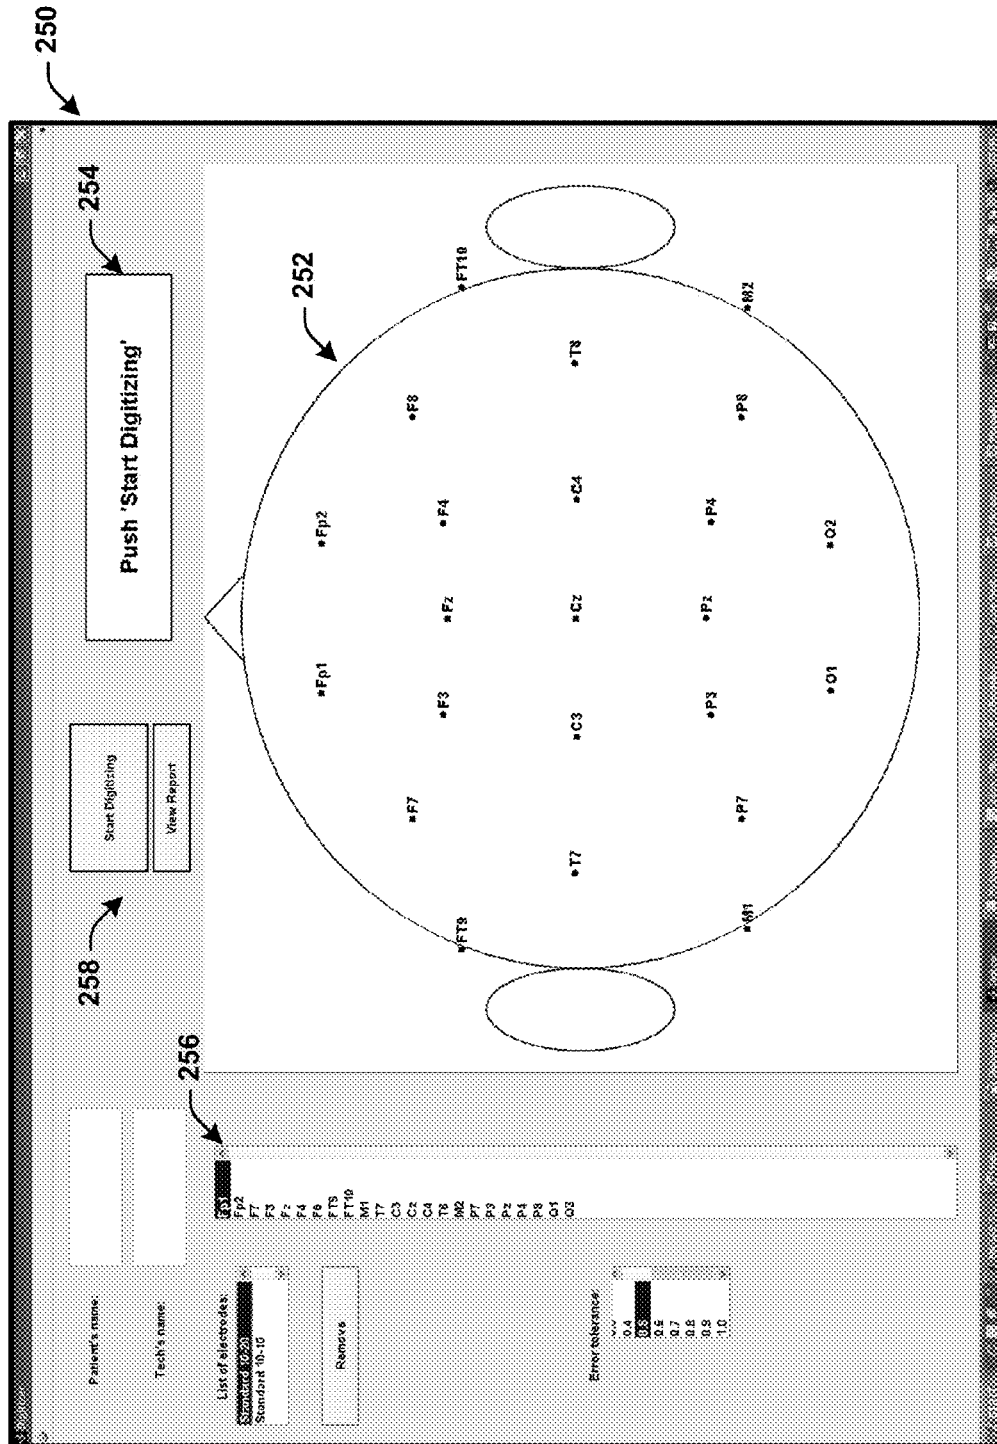 250
254
Push 'Start Digitizing'
Start Digitizing
View Report
258
252
256
Patient's name:
Tech's name:
List of electrodes:
Standard 10-20
Standard 10-10
Remove
Error tolerance:
0.4
0.5
0.6
0.7
0.8
0.9
1.0
Fp1
Fp2
F7
F3
Fz
F4
F8
FT9
FT10
M1
T7
C3
Cz
C4
T8
M2
P7
P3
Pz
P4
P8
O1
O2
Fp1
Fp2
F7
F3
Fz
F4
F8
FT9
FT10
T7
C3
Cz
C4
T8
M1
P7
P3
Pz
P4
P8
M2
O1
O2